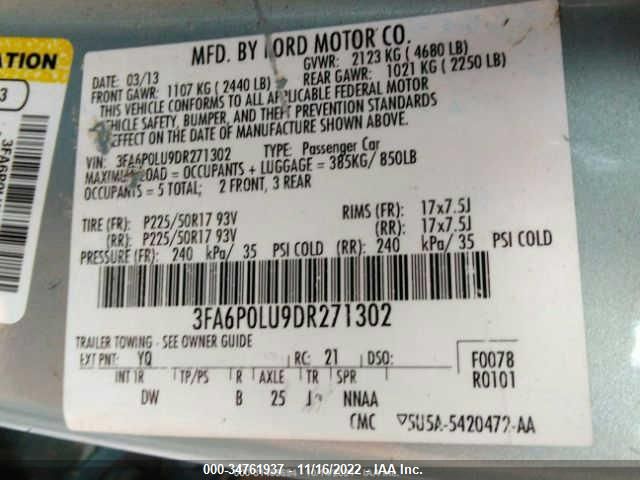 MFD. BY FORD MOTOR CO.
03/13
GVWR: 2123 KG ( 4680 LB)
FRONT GAWR: 1107 KG ( 2440 LB)
REAR GAWR: 1021 KG ( 2250 LB)
THIS VEHICLE CONFORMS TO ALL APPLICABLE FEDERAL MOTOR
VEHICLE SAFETY, BUMPER, AND THEFT PREVENTION STANDARDS
EFFECT ON THE DATE OF MANUFACTURE SHOWN ABOVE.
VIN: 3FA6P0LU9DR271302 TYPE: Passenger Car
MAXIMUM LOAD = OCCUPANTS + LUGGAGE = 385KG/ 850LB
OCCUPANTS = 5 TOTAL; 2 FRONT, 3 REAR
TIRE (FR): P225/50R17 93V RIMS (FR): 17x7.5J
(RR): P225/50R17 93V (RR): 17x7.5J
PRESSURE (FR): 240 kPa/ 35 PSI COLD (RR): 240 kPa/ 35 PSI COLD
3FA6P0LU9DR271302
TRAILER TOWING - SEE OWNER GUIDE
EXT PNT: YQ RC: 21 DSO:
F0078
R0101
INT TR TP/PS R AXLE TR SPR
DW B 25 J NNAA
CMC 5U5A-5420472-AA
000-34761937 - 11/16/2022 - IAA Inc.